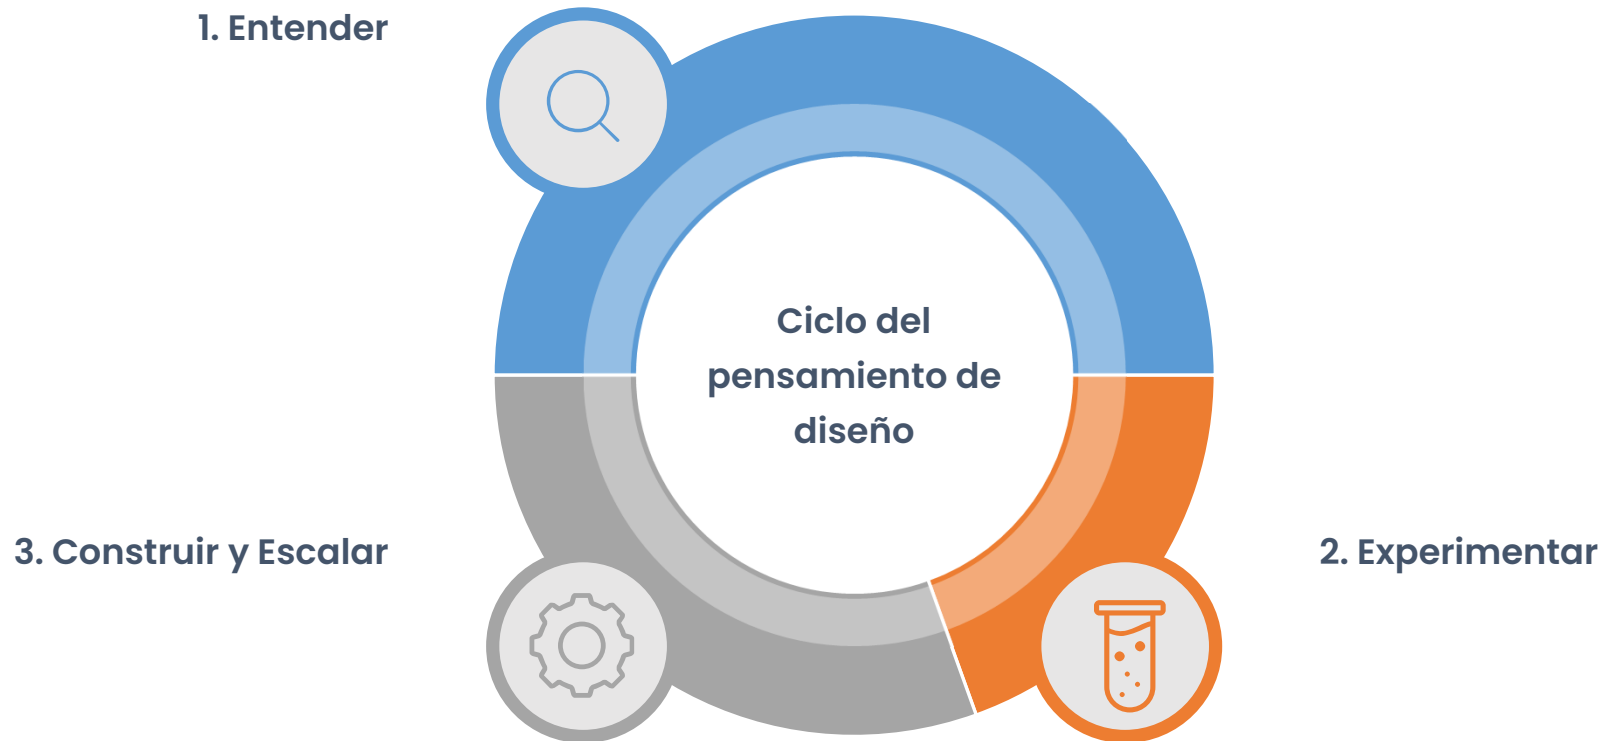 1. Entender
Ciclo del
pensamiento de
diseño
3. Construir y Escalar
2. Experimentar